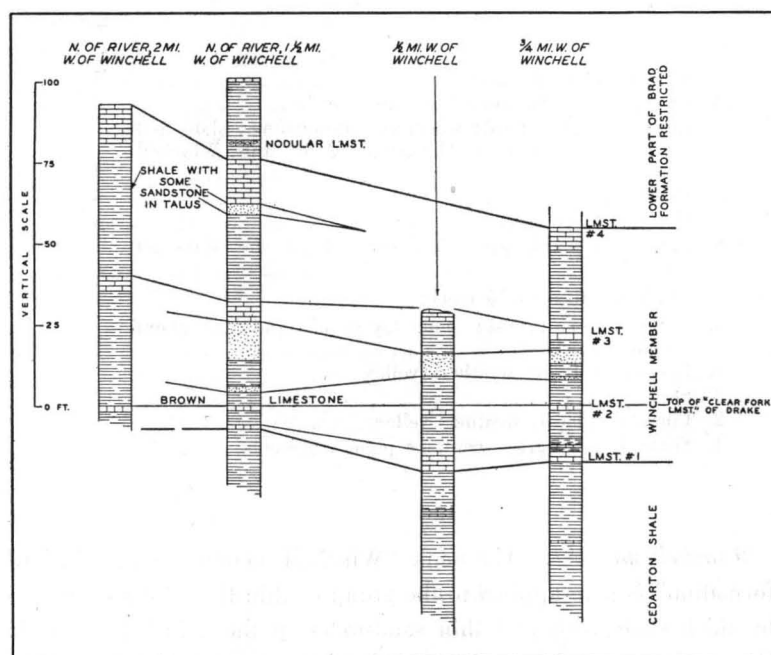 N. OF RIVER, 2 MI.
W. OF WINCHELL
N. OF RIVER, 1 ½ MI.
W. OF WINCHELL
½ MI. W. OF
WINCHELL
¾ MI. W. OF
WINCHELL
100
75
50
25
0 FT.
VERTICAL SCALE
NODULAR LMST.
SHALE WITH
SOME
SANDSTONE
IN TALUS
BROWN LIMESTONE
LMST.
#4
LMST.
#3
LMST.
#2
LMST. #1
TOP OF "CLEAR FORK
LMST." OF DRAKE
LOWER PART OF BRAD
FORMATION RESTRICTED
WINCHELL MEMBER
CEDARTON SHALE